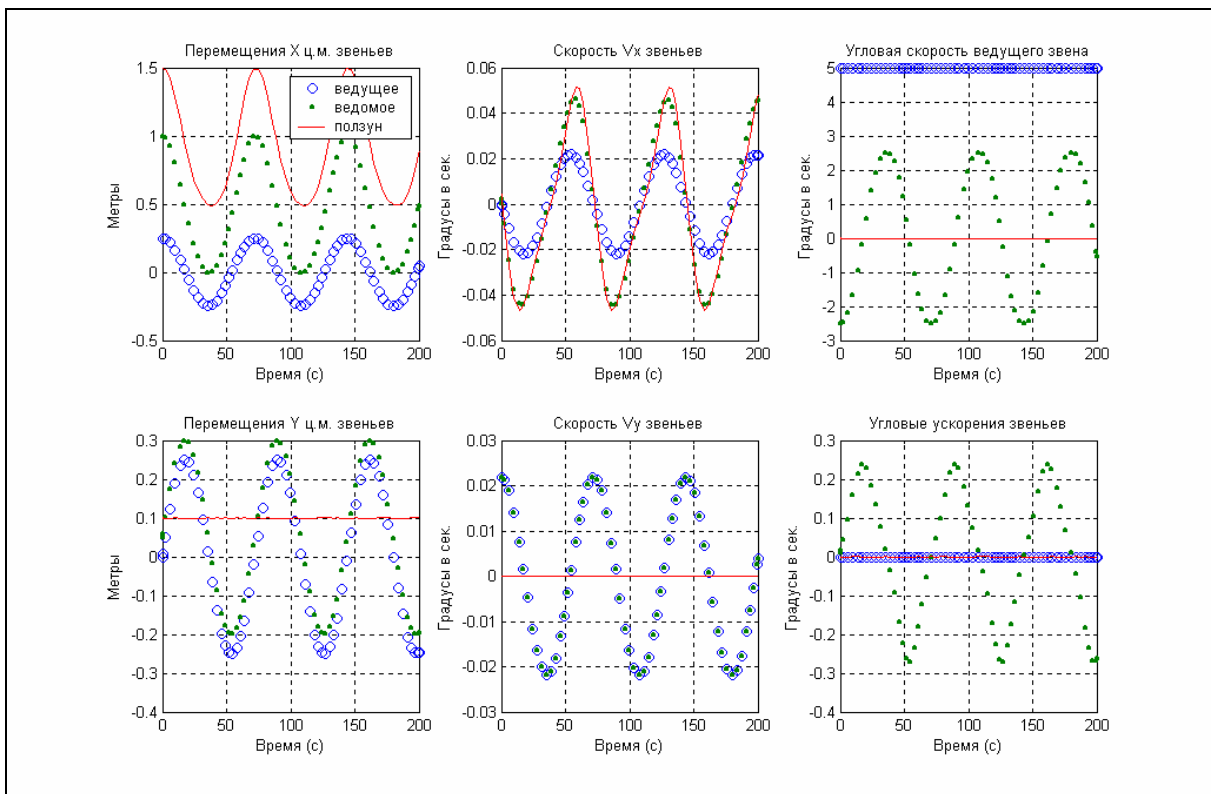 Перемещения X ц.м. звеньев
1.5
1
0.5
0
-0.5
Метры
ведущее
ведомое
ползун
0 50 100 150 200
Время (с)
Скорость Vx звеньев
0.06
0.04
0.02
0
-0.02
-0.04
-0.06
Градусы в сек.
0 50 100 150 200
Время (с)
Угловая скорость ведущего звена
5
4
3
2
1
0
-1
-2
-3
Градусы в сек.
0 50 100 150 200
Время (с)
Перемещения Y ц.м. звеньев
0.3
0.2
0.1
0
-0.1
-0.2
-0.3
-0.4
Метры
0 50 100 150 200
Время (с)
Скорость Vy звеньев
0.03
0.02
0.01
0
-0.01
-0.02
-0.03
Градусы в сек.
0 50 100 150 200
Время (с)
Угловые ускорения звеньев
0.3
0.2
0.1
0
-0.1
-0.2
-0.3
-0.4
Градусы в сек.
0 50 100 150 200
Время (с)